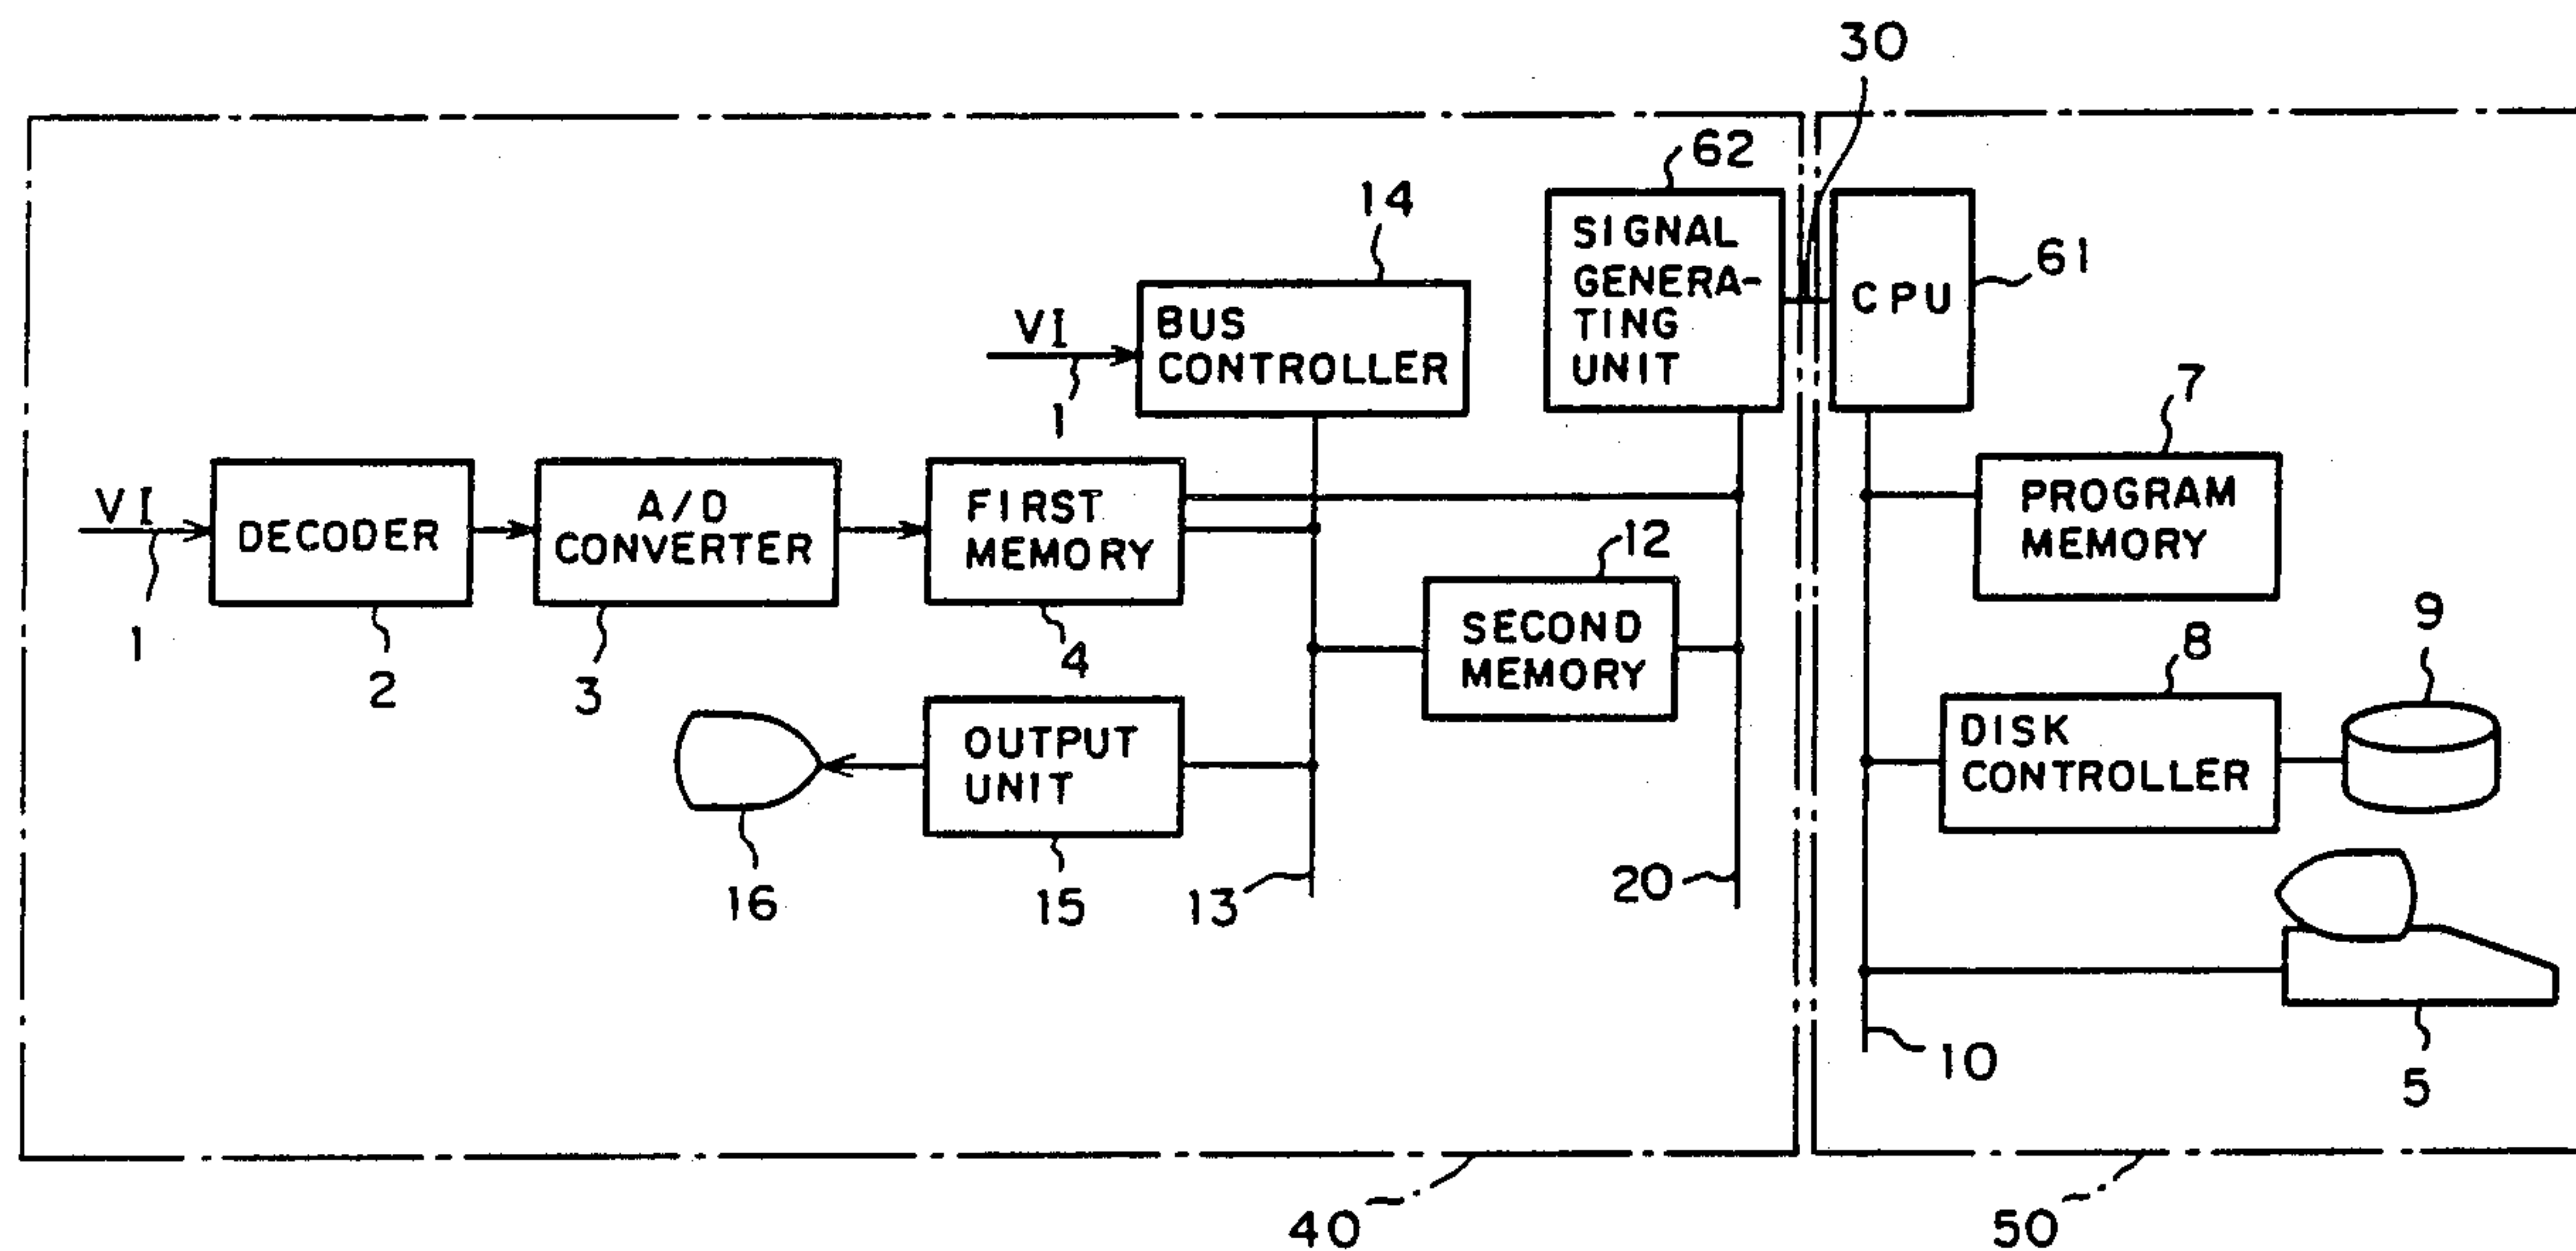 30
62
SIGNAL
GENERA-
TING
UNIT
14
VI
1
BUS
CONTROLLER
CPU
61
7
PROGRAM
MEMORY
VI
1
DECODER
2
A/D
CONVERTER
3
FIRST
MEMORY
4
12
SECOND
MEMORY
8
DISK
CONTROLLER
9
16
OUTPUT
UNIT
15
13
20
10
5
40
50